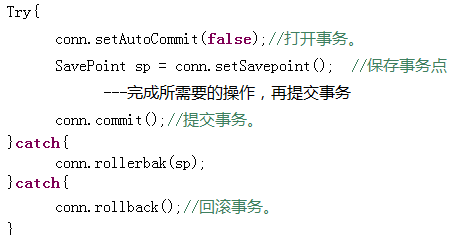 Try{
conn.setAutoCommit(false);//打开事务。
SavePoint sp = conn.setSavepoint();  //保存事务点
---完成所需要的操作，再提交事务
conn.commit();//提交事务。
}catch{
conn.rollerbak(sp);
}catch{
conn.rollback();//回滚事务。
}